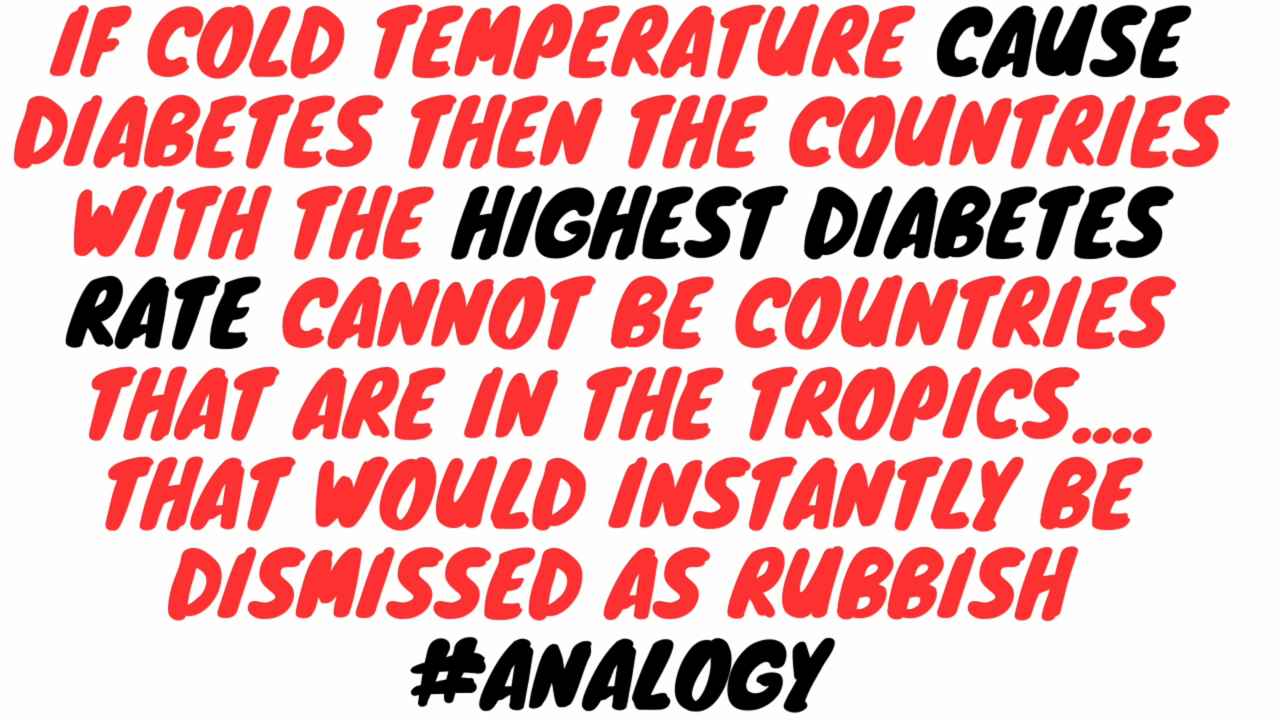 IF COLD TEMPERATURE CAUSE
DIABETES THEN THE COUNTRIES
WITH THE HIGHEST DIABETES
RATE CANNOT BE COUNTRIES
THAT ARE IN THE TROPICS....
THAT WOULD INSTANTLY BE
DISMISSED AS RUBBISH
#ANALOGY